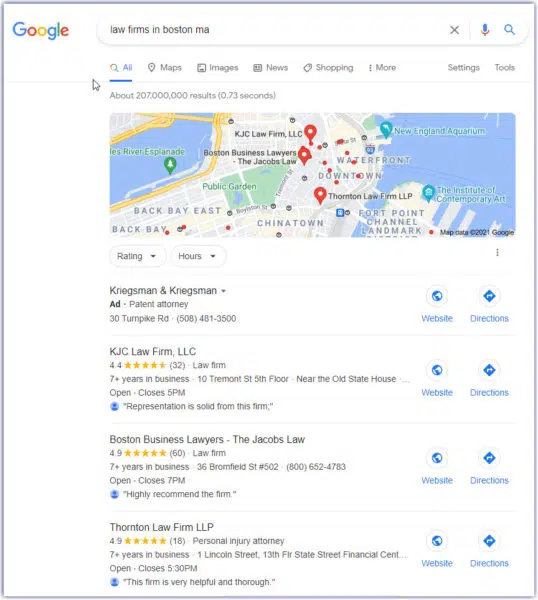 Google
law firms in boston ma
All
Maps
Images
News
Shopping
More
Settings
Tools
About 207,000,000 results (0.73 seconds)
KJC Law Firm, LLC
New England Aquarium
les River Esplanade
Boston Business Lawyers
- The Jacobs Law
WATERFRONT
DOWNTOWN
Public Garden
Tremont St
Thornton Law Firm LLP
The Institute of
Contemporary Art
BACK BAY EAST
Boylston St
FORT POINT
CHANNEL
LANDMARK
BACK BAY
CHINATOWN
Map data ©2021 Google
Rating
Hours
Kriegsman & Kriegsman
Ad · Patent attorney
30 Turnpike Rd · (508) 481-3500
Website
Directions
KJC Law Firm, LLC
4.4 (32) · Law firm
7+ years in business · 10 Tremont St 5th Floor · Near the Old State House · ...
Open · Closes 5PM
"Representation is solid from this firm;"
Website
Directions
Boston Business Lawyers - The Jacobs Law
4.9 (60) · Law firm
7+ years in business · 36 Bromfield St #502 · (800) 652-4783
Open · Closes 7PM
"Highly recommend the firm."
Website
Directions
Thornton Law Firm LLP
4.9 (18) · Personal injury attorney
7+ years in business · 1 Lincoln Street, 13th Flr State Street Financial Cent...
Open · Closes 5:30PM
"This firm is very helpful and thorough."
Website
Directions